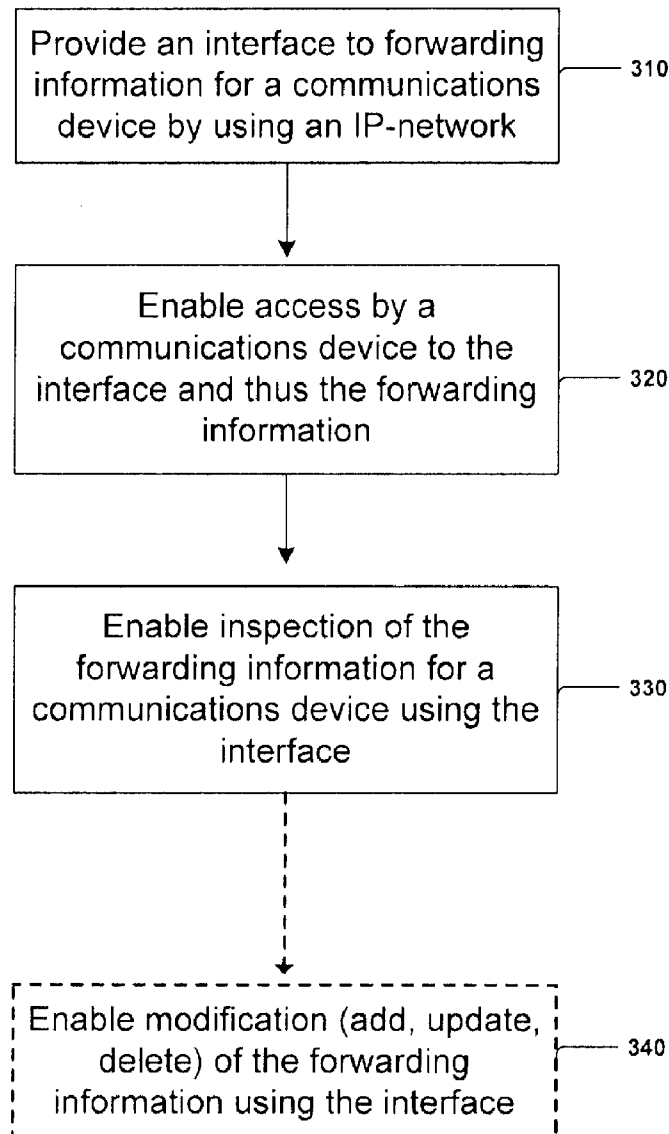 Provide an interface to forwarding
information for a communications
device by using an IP-network
310
Enable access by a
communications device to the
interface and thus the forwarding
information
320
Enable inspection of the
forwarding information for a
communications device using the
interface
330
Enable modification (add, update,
delete) of the forwarding
information using the interface
340